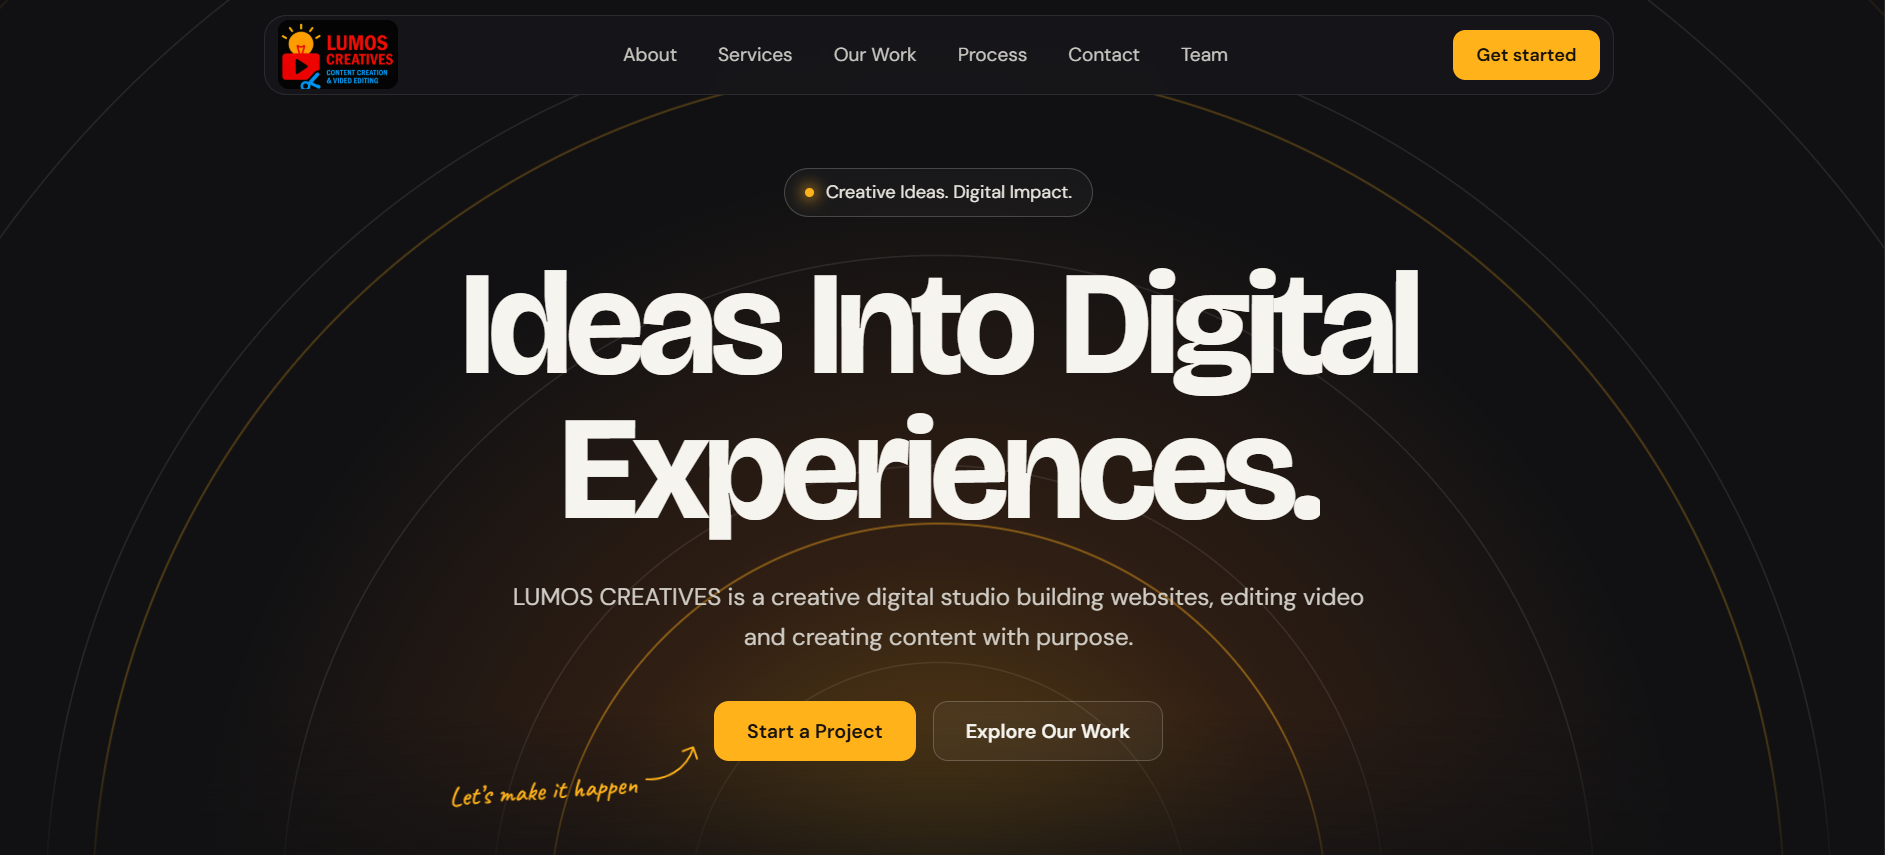 LUMOS
CREATIVES
CONTENT CREATION
& VIDEO EDITING
About
Services
Our Work
Process
Contact
Team
Get started
Creative Ideas. Digital Impact.
Ideas Into Digital
Experiences.
LUMOS CREATIVES is a creative digital studio building websites, editing video
and creating content with purpose.
Start a Project
Explore Our Work
Let's make it happen